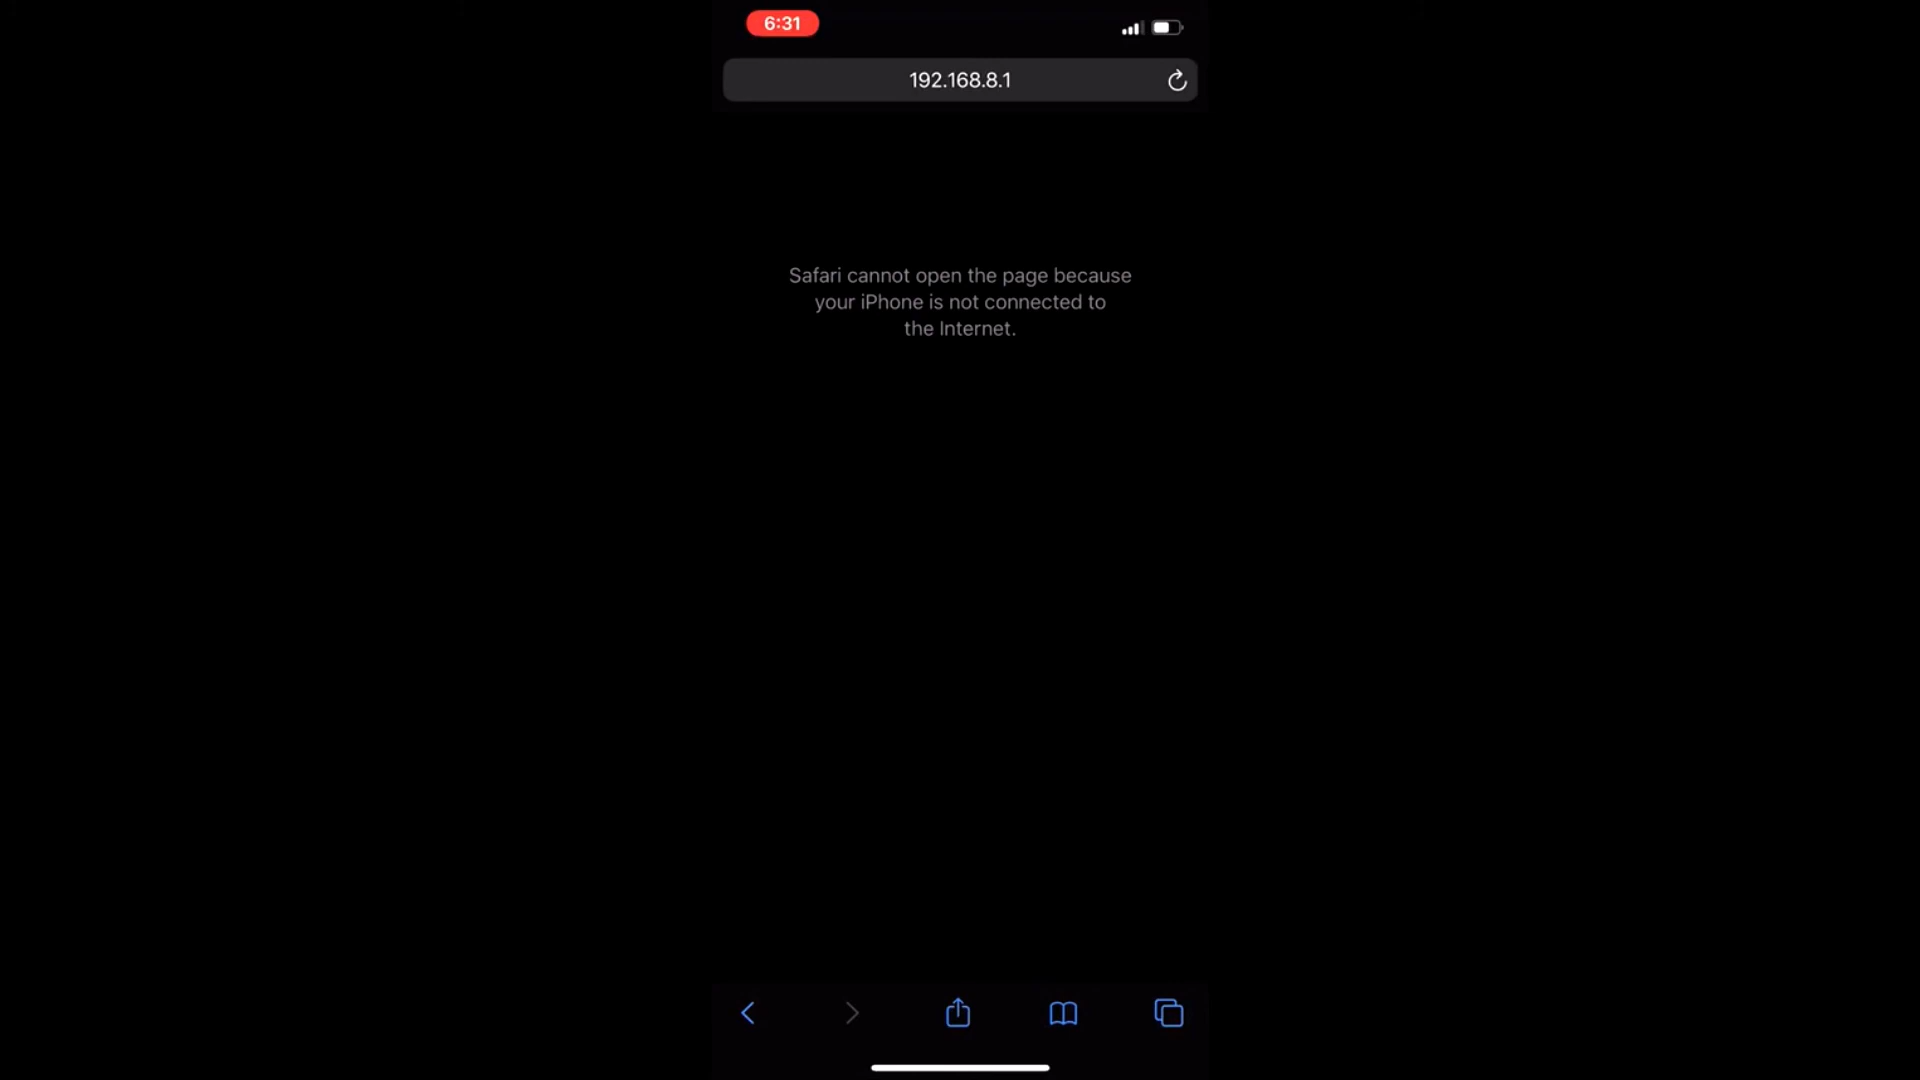 6:31
192.168.8.1
Safari cannot open the page because
your iPhone is not connected to
the Internet.